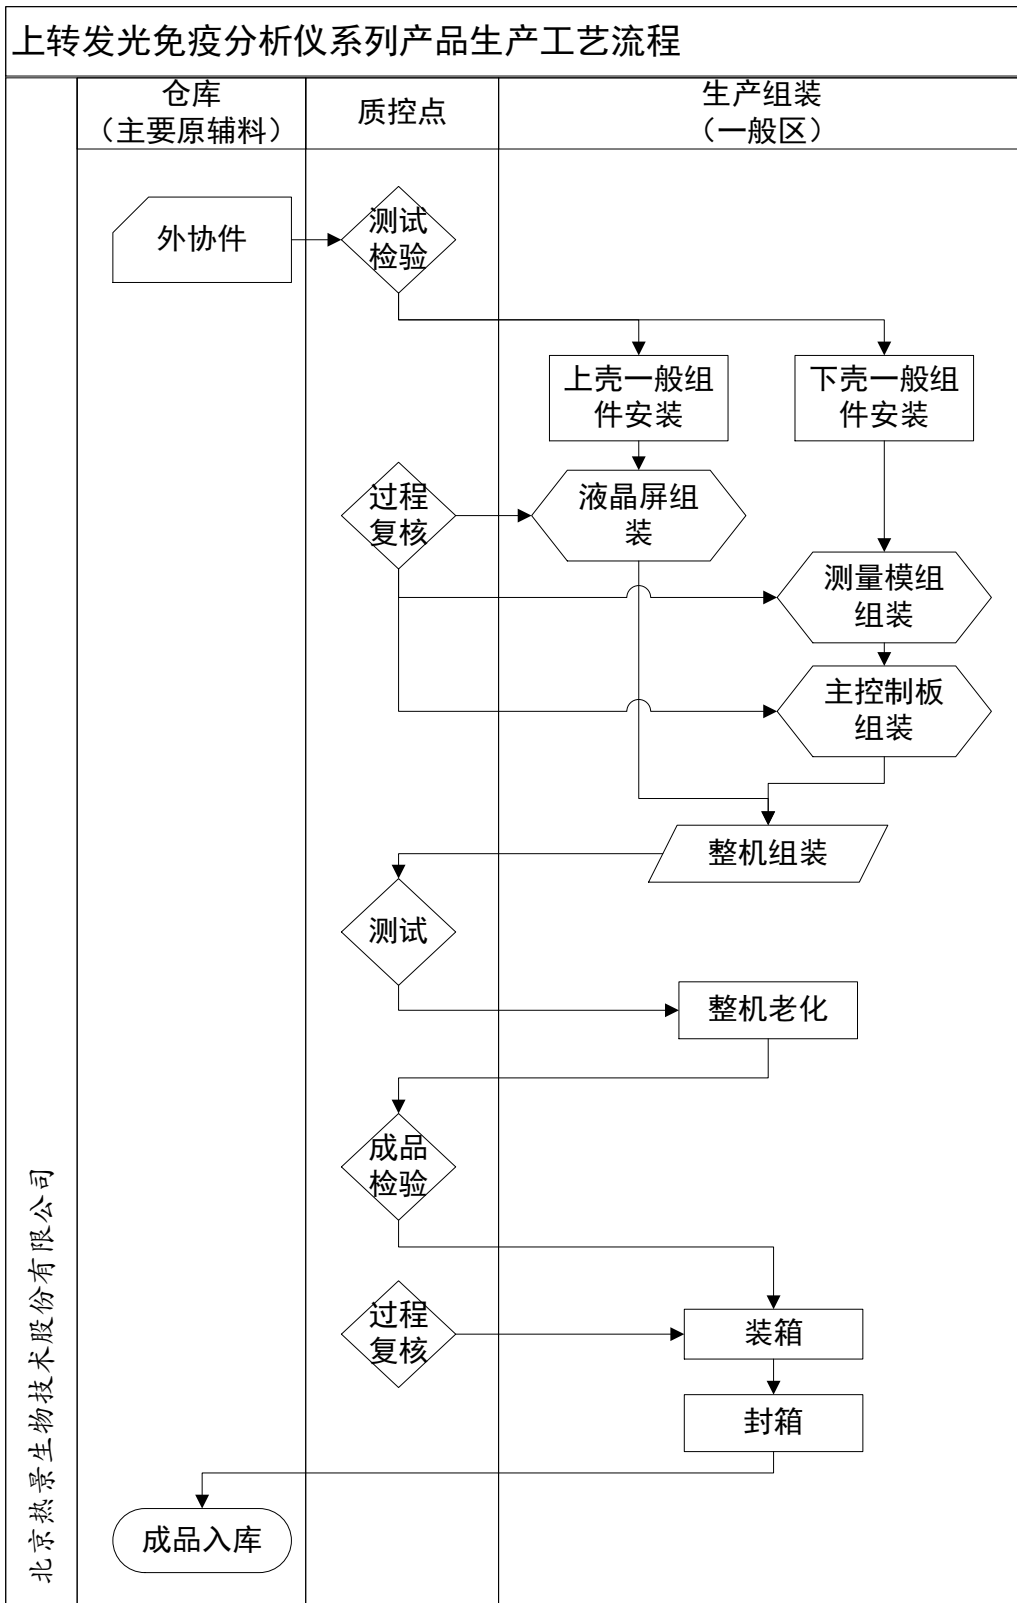 上转发光免疫分析仪系列产品生产工艺流程
仓库
（主要原辅料）
质控点
生产组装
（一般区）
外协件
测试
检验
上壳一般组
件安装
下壳一般组
件安装
过程
复核
液晶屏组
装
测量模组
组装
主控制板
组装
整机组装
测试
整机老化
成品
检验
过程
复核
装箱
封箱
成品入库
北京热景生物技术股份有限公司